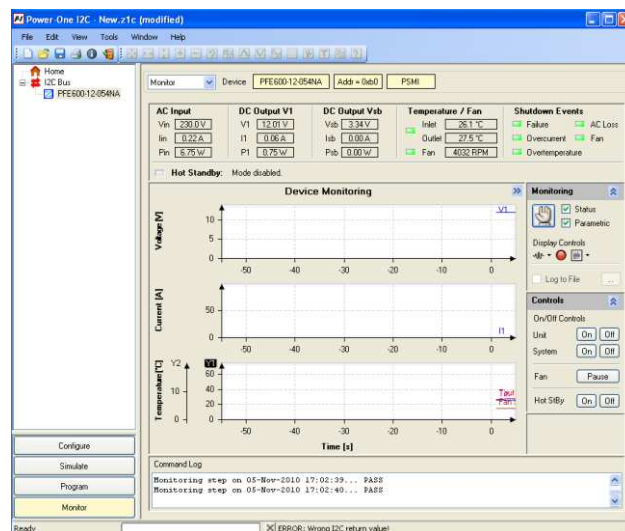 Power-One I2C - New.z1c (modified)
File Edit View Tools Window Help
Home
I2C Bus
PFE600-12-054NA
Monitor Device PFE600-12-054NA Addr = 0xb0 PSMI
AC Input DC Output V1 DC Output Vsb Temperature / Fan Shutdown Events
Vin 230.0 V V1 12.01 V Vsb 3.34 V Inlet 26.1 °C Failure AC Loss
Iin 0.22 A I1 0.06 A Isb 0.00 A Outlet 27.5 °C Overcurrent Fan
Pin 6.75 W P1 0.75 W Psb 0.00 W Fan 4032 RPM Overtemperature
Hot Standby: Mode disabled.
Device Monitoring
Voltage [V]
10
5
0
V1
-50 -40 -30 -20 -10 0
Current [A]
50
0
I1
-50 -40 -30 -20 -10 0
Temperature [°C]
Y2 Y1
60
10 40
20
0 0
Tout
Fan
-50 -40 -30 -20 -10 0
Time [s]
Monitoring
Status
Parametric
Display Controls
Log to File ...
Controls
On/Off Controls
Unit On Off
System On Off
Fan Pause
Hot StBy On Off
Configure
Simulate
Program
Monitor
Command Log
Monitoring step on 05-Nov-2010 17:02:39... PASS
Monitoring step on 05-Nov-2010 17:02:40... PASS
Ready ERROR: Wrong I2C return value!